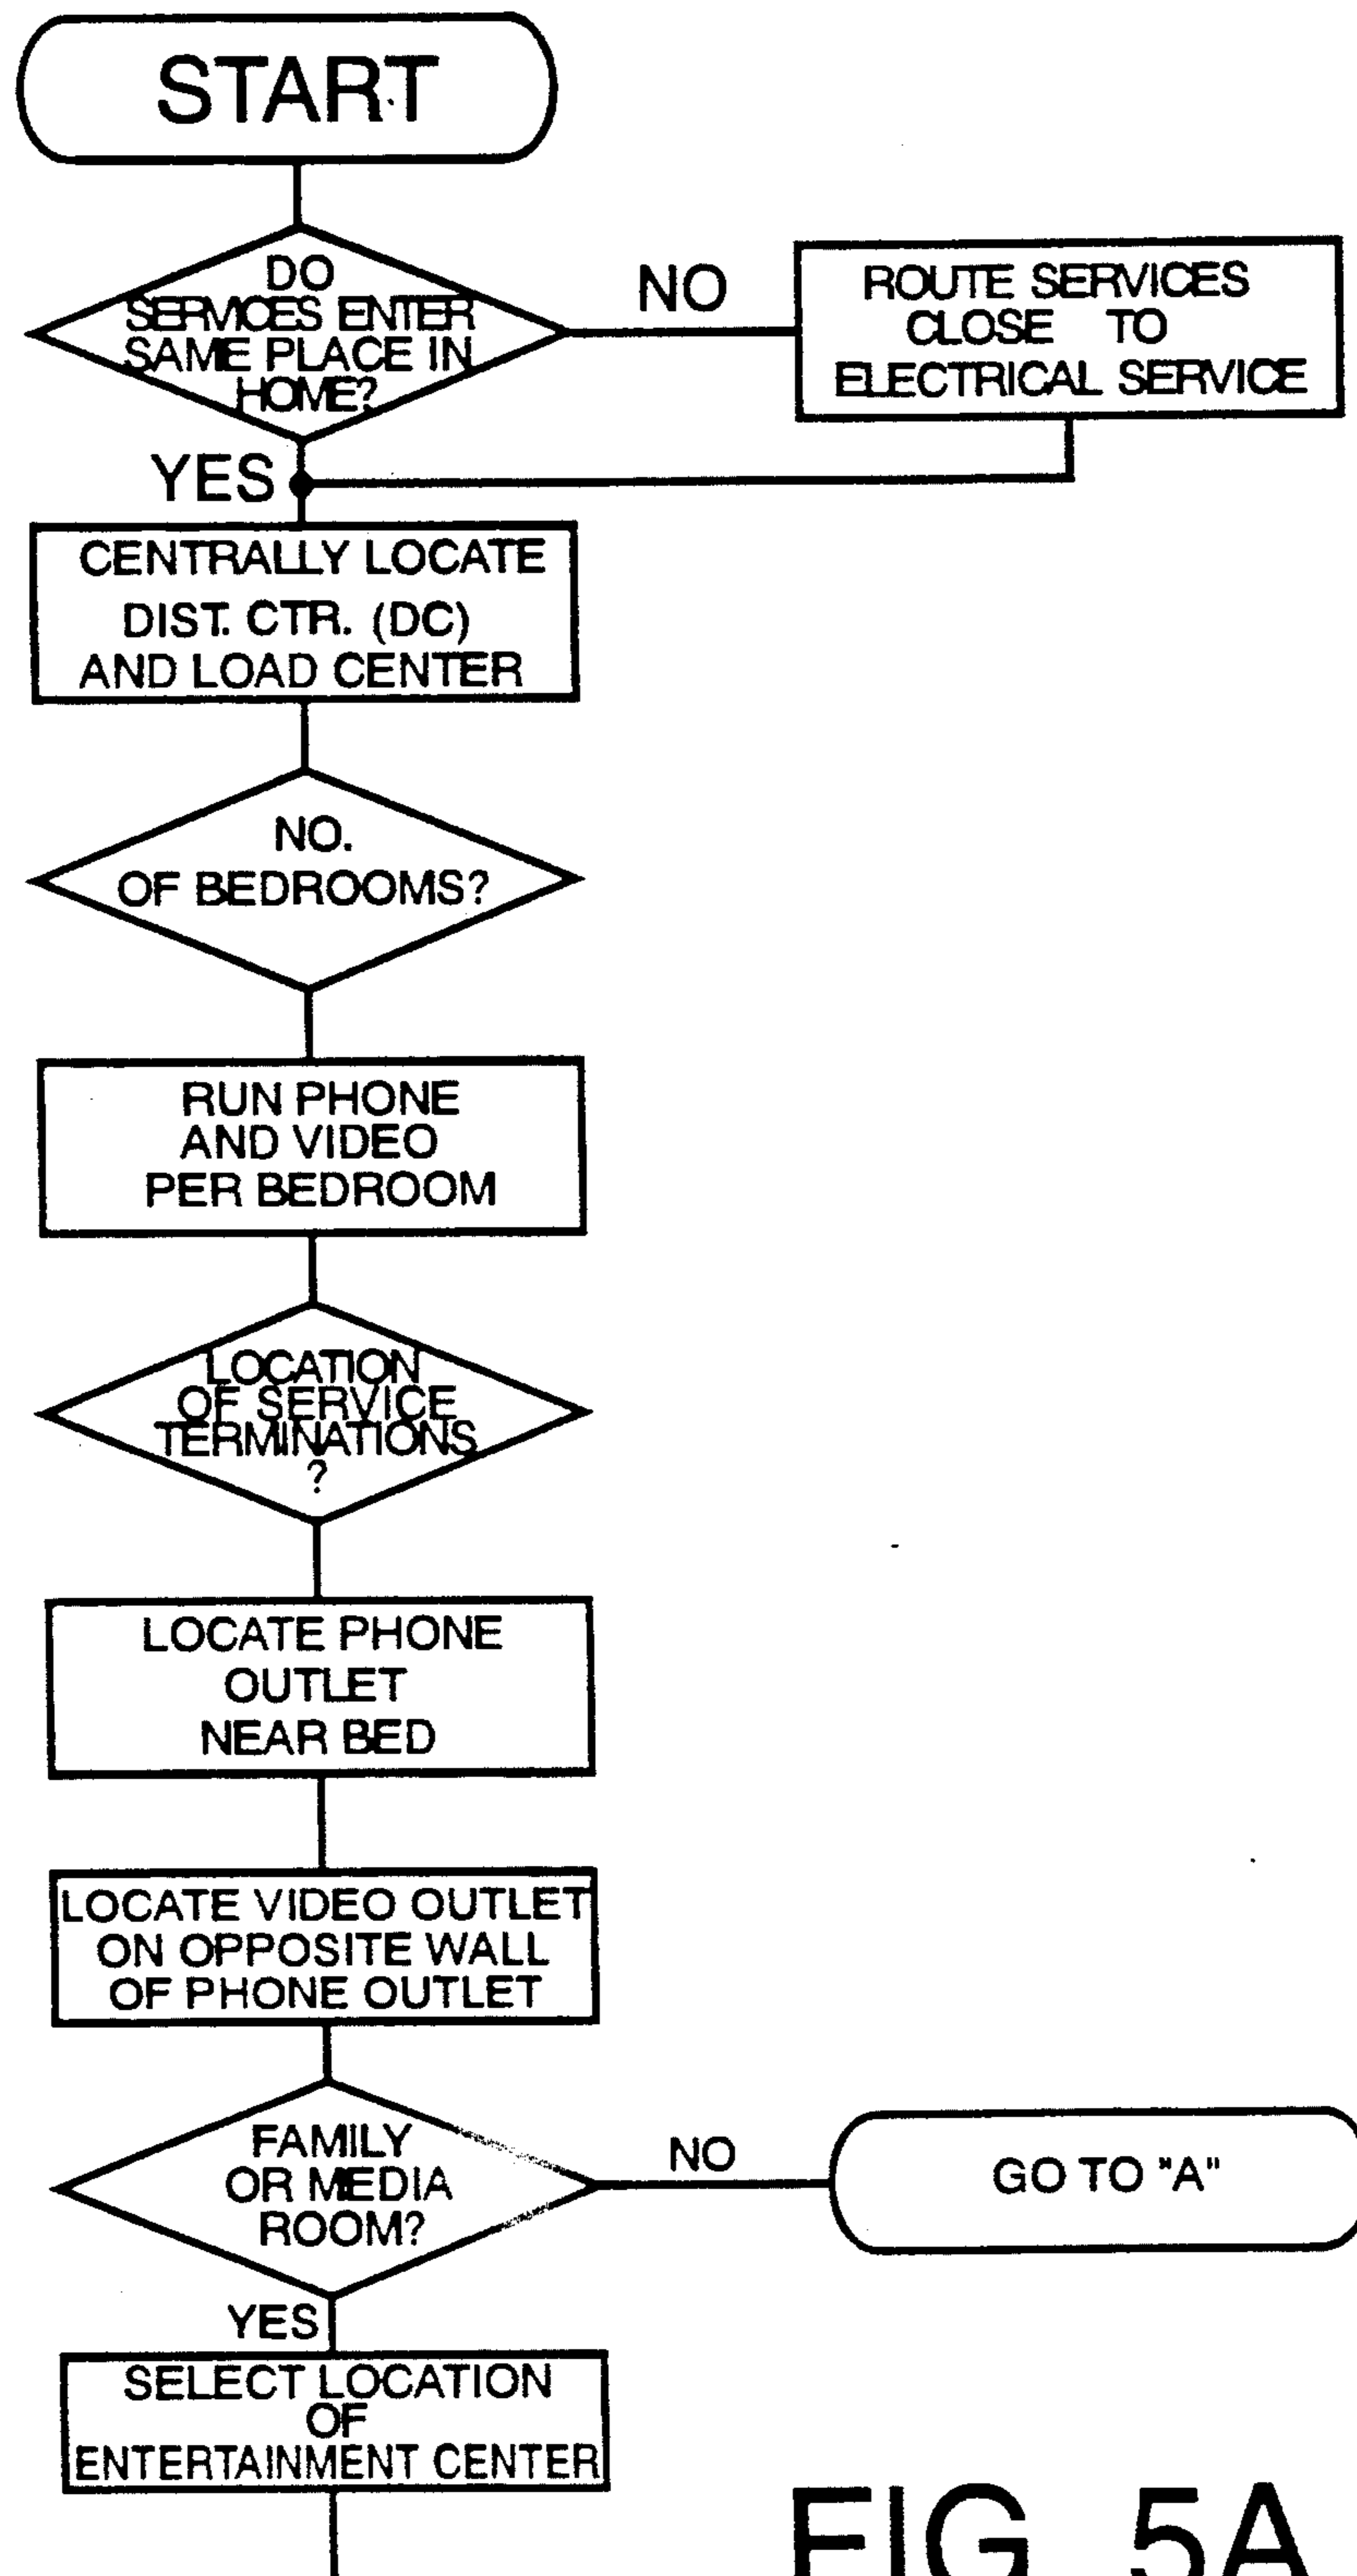 START
DO
SERVICES ENTER
SAME PLACE IN
HOME?
NO
ROUTE SERVICES
CLOSE TO
ELECTRICAL SERVICE
YES
CENTRALLY LOCATE
DIST. CTR. (DC)
AND LOAD CENTER
NO.
OF BEDROOMS?
RUN PHONE
AND VIDEO
PER BEDROOM
LOCATION
OF SERVICE
TERMINATIONS
?
LOCATE PHONE
OUTLET
NEAR BED
LOCATE VIDEO OUTLET
ON OPPOSITE WALL
OF PHONE OUTLET
FAMILY
OR MEDIA
ROOM?
NO
GO TO "A"
YES
SELECT LOCATION
OF
ENTERTAINMENT CENTER
FIG. 5A